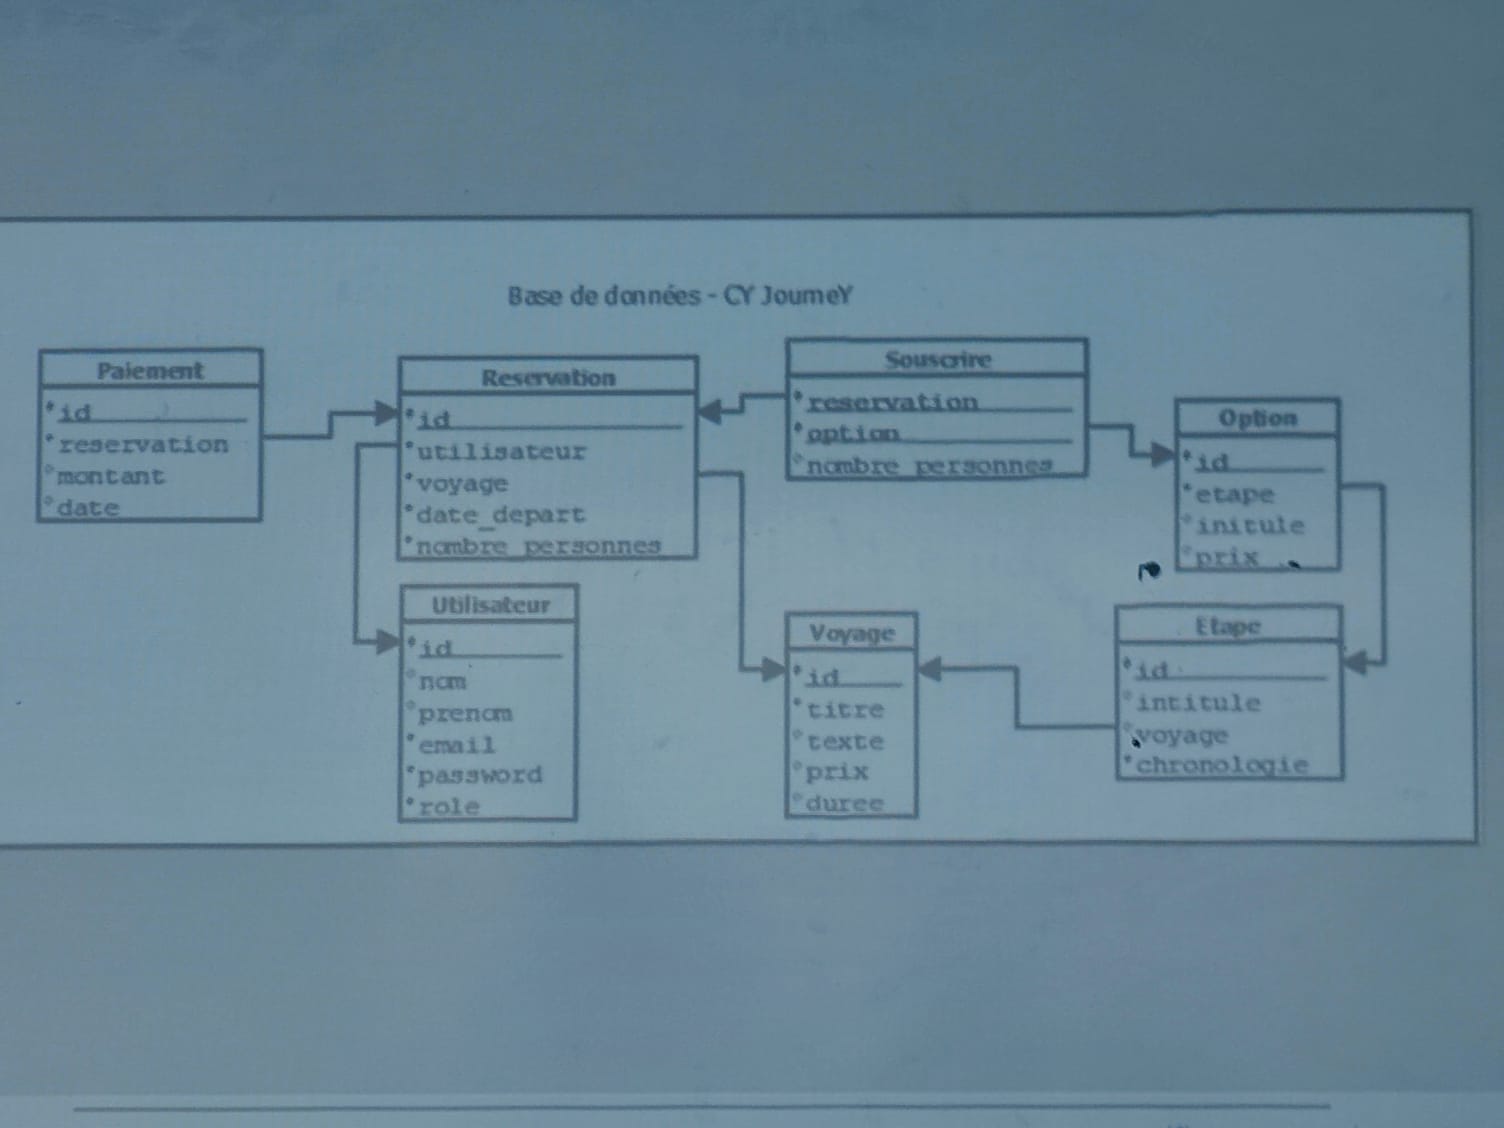 Base de données - CY JourneY
Paiement
*id
*reservation
°montant
°date
Reservation
*id
*utilisateur
*voyage
*date_depart
*nombre_personnes
Souscrire
*reservation
*option
°nombre_personnes
Option
*id
*etape
°initule
°prix
Utilisateur
*id
°nom
°prenom
*email
*password
*role
Voyage
*id
*titre
°texte
°prix
°duree
Etape
*id
°intitule
°voyage
*chronologie